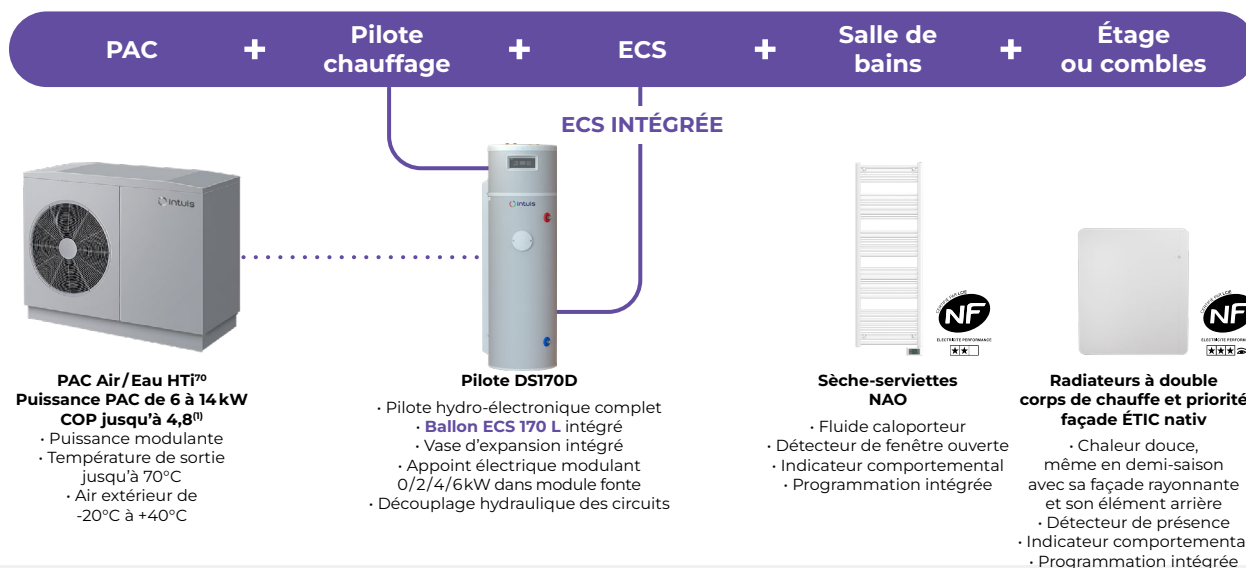 PAC
+
Pilote
chauffage
+
ECS
+
Salle de
bains
+
Étage
ou combles
ECS INTÉGRÉE
intuis
intuis
NF
ELECTRICITE PERFORMANCE
NF
PAC Air/Eau HTi⁷⁰
Puissance PAC de 6 à 14 kW
COP jusqu'à 4,8⁽¹⁾
· Puissance modulante
· Température de sortie
jusqu'à 70°C
· Air extérieur de
-20°C à +40°C
Pilote DS170D
· Pilote hydro-électronique complet
· Ballon ECS 170 L intégré
· Vase d'expansion intégré
· Appoint électrique modulant
0/2/4/6kW dans module fonte
· Découplage hydraulique des circuits
Sèche-serviettes
NAO
· Fluide caloporteur
· Détecteur de fenêtre ouverte
· Indicateur comportemental
· Programmation intégrée
Radiateurs à double
corps de chauffe et priorité
façade ÉTIC nativ
· Chaleur douce,
même en demi-saison
avec sa façade rayonnante
et son élément arrière
· Détecteur de présence
· Indicateur comportementa
· Programmation intégrée